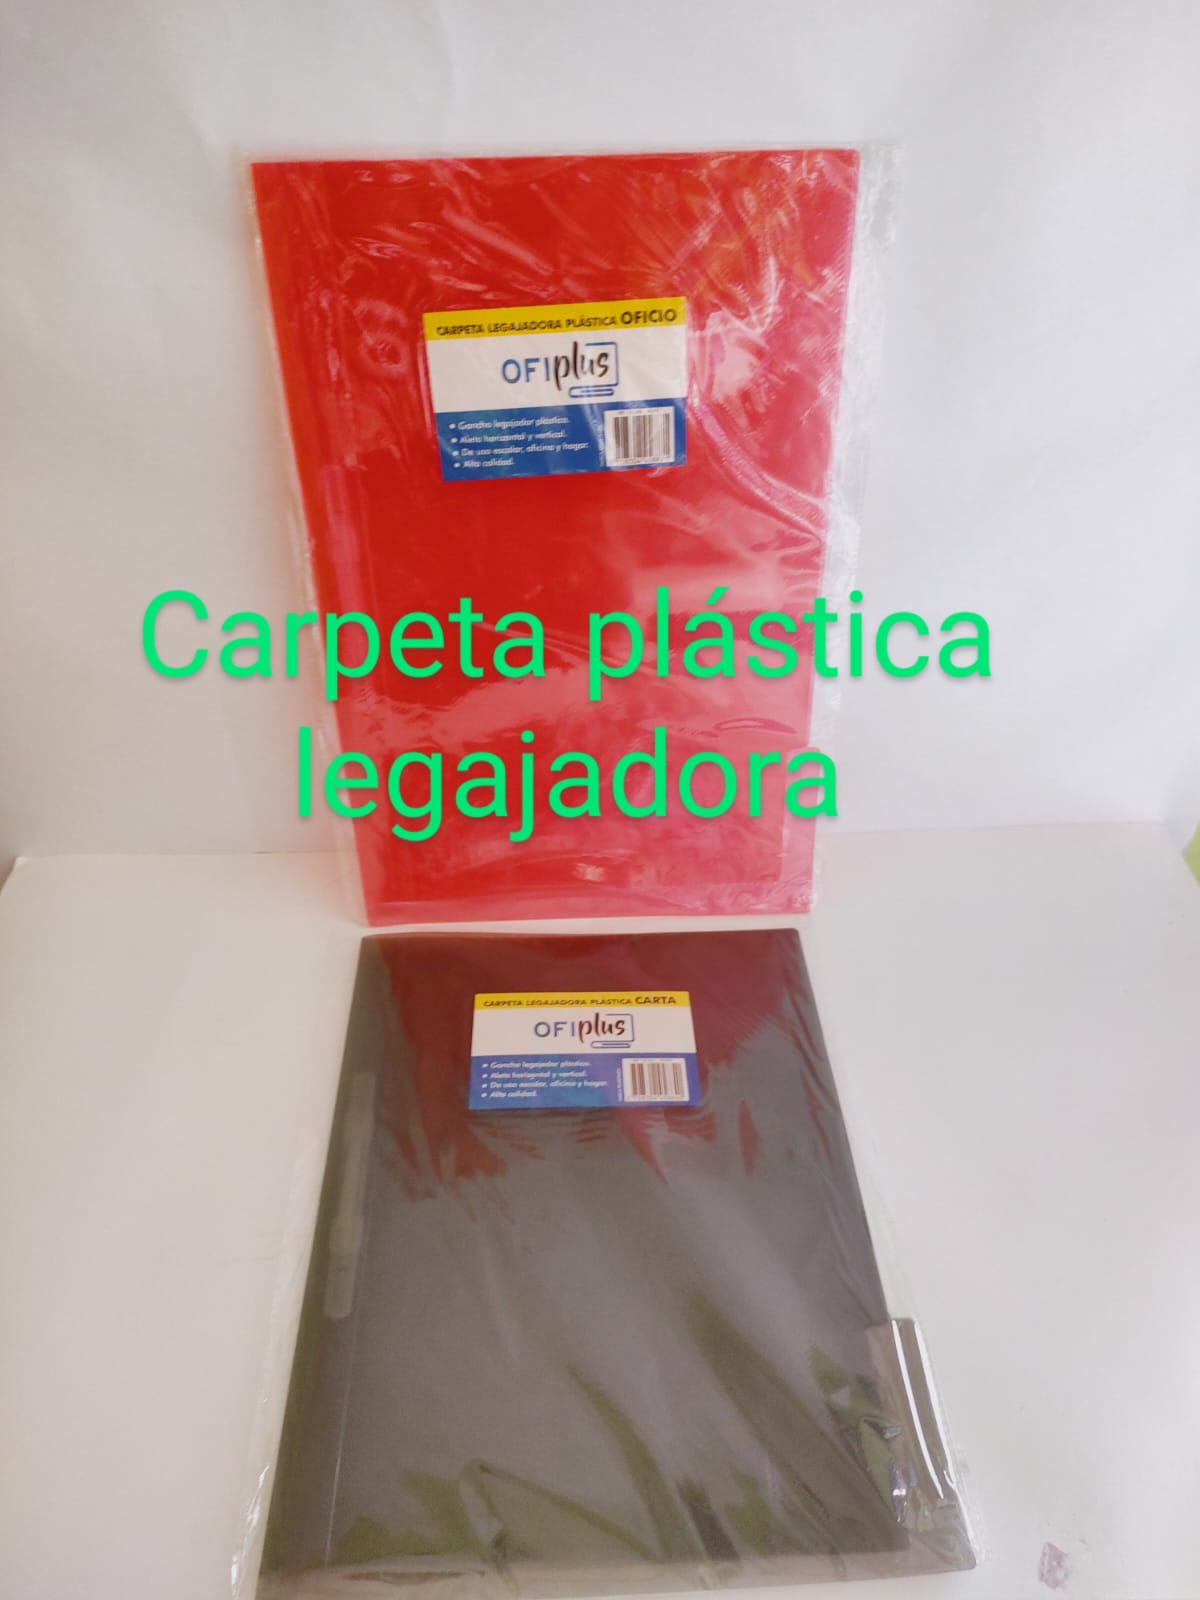 CARPETA LEGAJADORA PLÁSTICA OFICIO
OFIplus
• Gancho legajador plástico.
• Aleta horizontal y vertical.
• De uso escolar, oficina y hogar.
• Alta calidad.
Carpeta plástica
legajadora
CARPETA LEGAJADORA PLÁSTICA CARTA
OFIplus
• Gancho legajador plástico.
• Aleta horizontal y vertical.
• De uso escolar, oficina y hogar.
• Alta calidad.